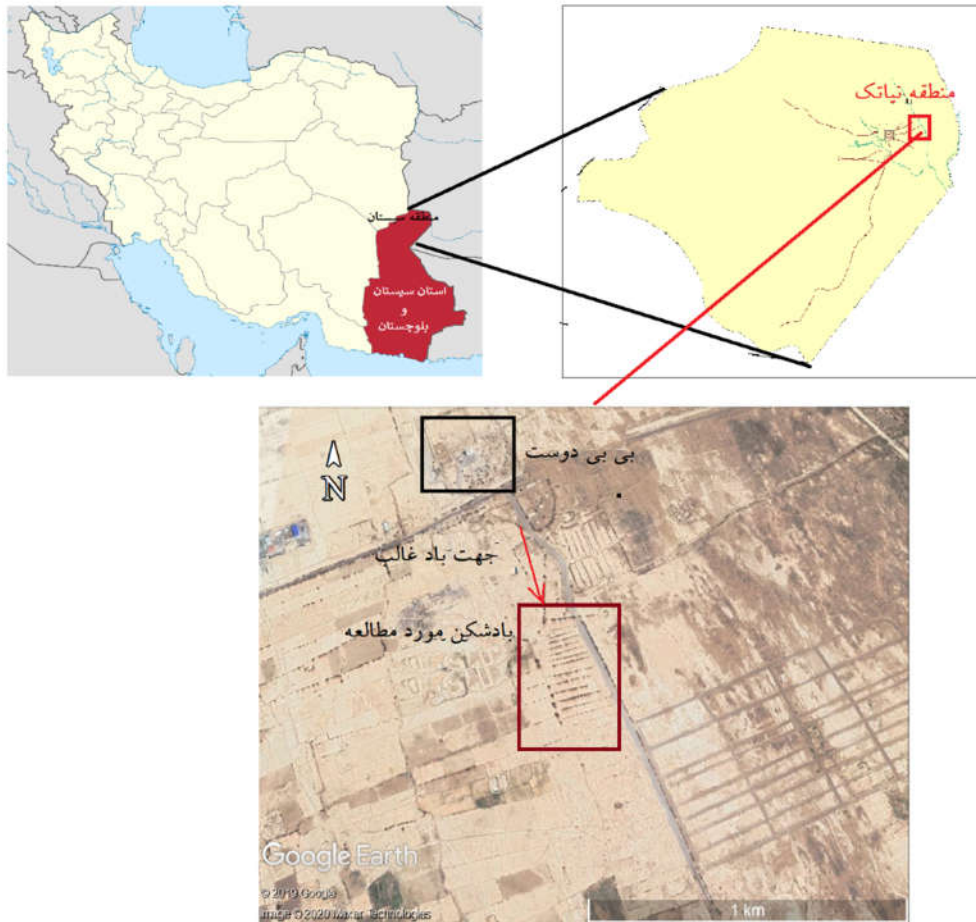 منطقه سستان
استان سیستان
و
بلوچستان
منطقه نیاتک
بی بی دوست
N
جهت باد غالب
بادشکن مورد مطالعه
Google Earth
© 2019 Google
Image © 2020 Maxar Technologies
1 km